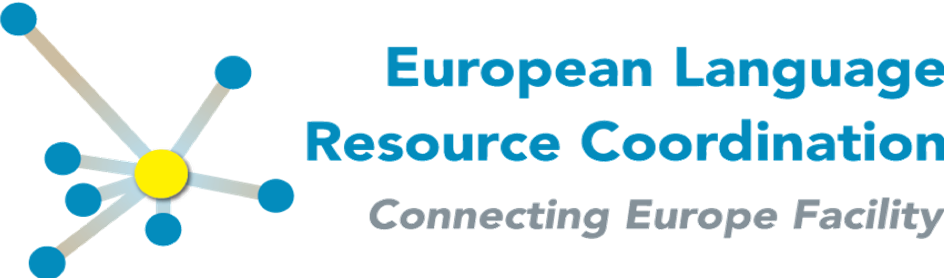 European Language
Resource Coordination
Connecting Europe Facility